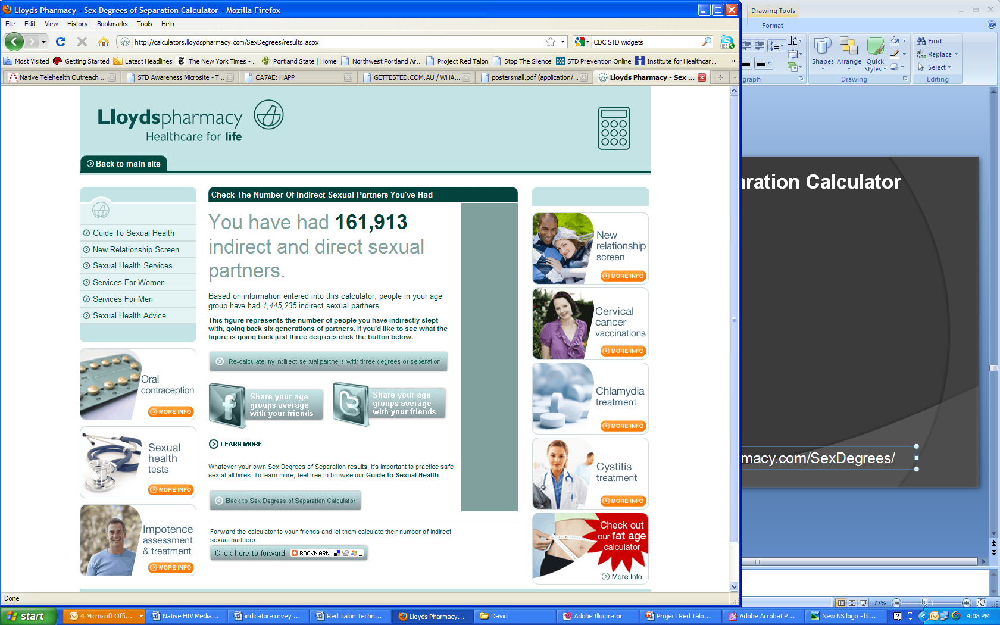 Lloyds Pharmacy - Sex Degrees of Separation Calculator - Mozilla Firefox
File Edit View History Bookmarks Tools Help
http://calculators.lloydspharmacy.com/SexDegrees/results.aspx
CDC STD widgets
Most Visited Getting Started Latest Headlines The New York Times - ... Portland State | Home Northwest Portland Ar... Project Red Talon Stop The Silence STD Prevention Online Institute for Healthcar... »
Native Telehealth Outreach ... STD Awareness Microsite - T... CA7AE: HAPP GETTESTED.COM.AU / WHA... postersmall.pdf (application/... Lloyds Pharmacy - Sex ...
Lloydspharmacy
Healthcare for life
Back to main site
Guide To Sexual Health
New Relationship Screen
Sexual Health Services
Services For Women
Services For Men
Sexual Health Advice
Oral
contraception
MORE INFO
Sexual
health
tests
MORE INFO
Impotence
assessment
& treatment
MORE INFO
Check The Number Of Indirect Sexual Partners You've Had
You have had 161,913
indirect and direct sexual
partners.
Based on information entered into this calculator, people in your age
group have had 1,445,235 indirect sexual partners
This figure represents the number of people you have indirectly slept
with, going back six generations of partners. If you'd like to see what the
figure is going back just three degrees click the button below.
Re-calculate my indirect sexual partners with three degrees of seperation
Share your age
groups average
with your friends
Share your age
groups average
with your friends
LEARN MORE
Whatever your own Sex Degrees of Separation results, it's important to practice safe
sex at all times. To learn more, feel free to browse our Guide to Sexual Health.
Back to Sex Degrees of Separation Calculator
Forward the calculator to your friends and let them calculate their number of indirect
sexual partners.
Click here to forward BOOKMARK ...
New
relationship
screen
MORE INFO
Cervical
cancer
vaccinations
MORE INFO
Chlamydia
treatment
MORE INFO
Cystitis
treatment
MORE INFO
Check out
our fat age
calculator
More Info
Done
Drawing Tools
Format
Shapes Arrange Quick
Styles
Find
Replace
Select
graph Drawing Editing
aration Calculator
macy.com/SexDegrees/
77%
start 4 Microsoft Offi... Native HIV Media... indicator-survey ... Red Talon Techn... Lloyds Pharmacy... David Adobe Illustrator Project Red Talo... Adobe Acrobat P... New NS logo - bl... 4:08 PM